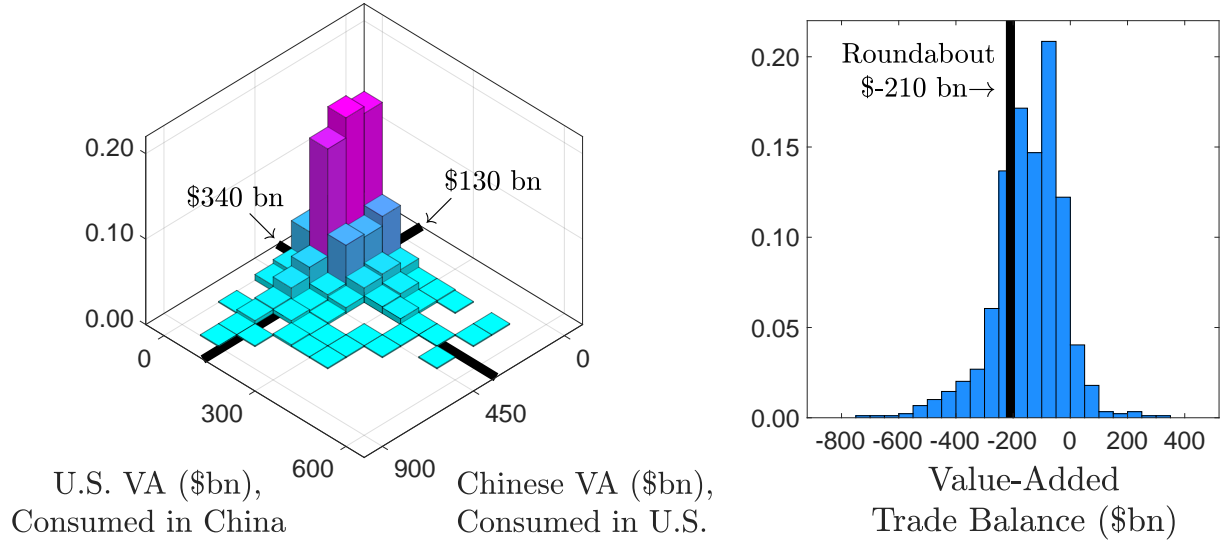 0.20
0.10
0.00
$340 bn
$130 bn
0
300
600
900
450
0
U.S. VA ($bn),
Consumed in China
Chinese VA ($bn),
Consumed in U.S.
Roundabout
$-210 bn→
0.20
0.15
0.10
0.05
0.00
-800 -600 -400 -200 0 200 400
Value-Added
Trade Balance ($bn)